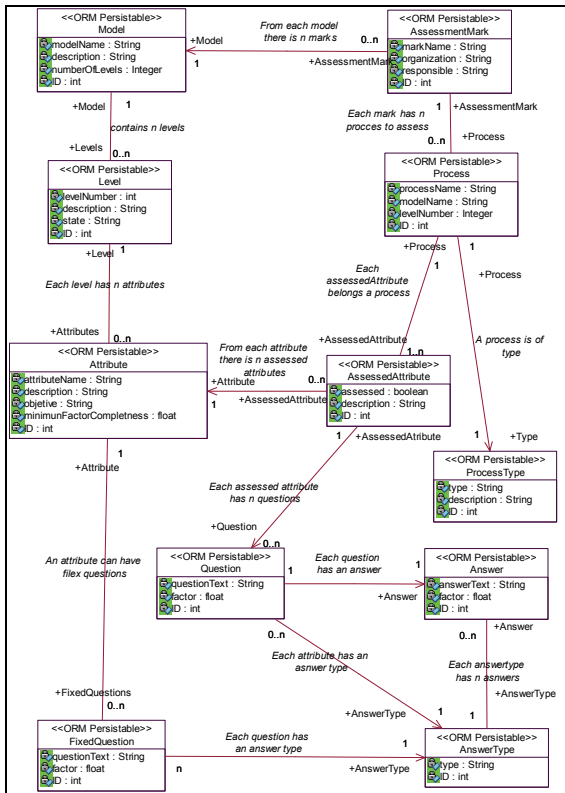 <<ORM Persistable>>
Model
modelName : String
description : String
numberOfLevels : Integer
ID : int
From each model
there is n marks
+Model
1
0..n
+AssessmentMark
<<ORM Persistable>>
AssessmentMark
markName : String
organization : String
responsible : String
ID : int
+Model
1
contains n levels
+Levels
0..n
1
+AssessmentMark
Each mark has n
procces to assess
+Process
0..n
<<ORM Persistable>>
Level
levelNumber : int
description : String
state : String
ID : int
<<ORM Persistable>>
Process
processName : String
modelName : String
levelNumber : Integer
ID : int
+Level
1
Each level has n attributes
+Attributes
0..n
+Process
1
Each
assessedAttribute
belongs a process
+AssessedAttribute
1..n
1
+Process
A process is of
type
1
+Type
From each attribute
there is n assessed
attributes
+Attribute
1
0..n
+AssessedAttribute
<<ORM Persistable>>
Attribute
attributeName : String
description : String
objetive : String
minimunFactorCompletness : float
ID : int
<<ORM Persistable>>
AssessedAttribute
assessed : boolean
description : String
ID : int
<<ORM Persistable>>
ProcessType
type : String
description : String
ID : int
1
+AssessedAtribute
Each assessed attribute
has n questions
+Question
0..n
+Attribute
1
An attribute can have
filex questions
+FixedQuestions
0..n
<<ORM Persistable>>
Question
questionText : String
factor : float
ID : int
Each question
has an answer
1
1
+Answer
<<ORM Persistable>>
Answer
answerText : String
factor : float
ID : int
0..n
Each attribute has an
asnwer type
1
+AnswerType
0..n
+Answer
Each answertype
has n asnwers
1
+AnswerType
<<ORM Persistable>>
FixedQuestion
questionText : String
factor : float
ID : int
Each question has
an answer type
n
1
+AnswerType
<<ORM Persistable>>
AnswerType
type : String
ID : int